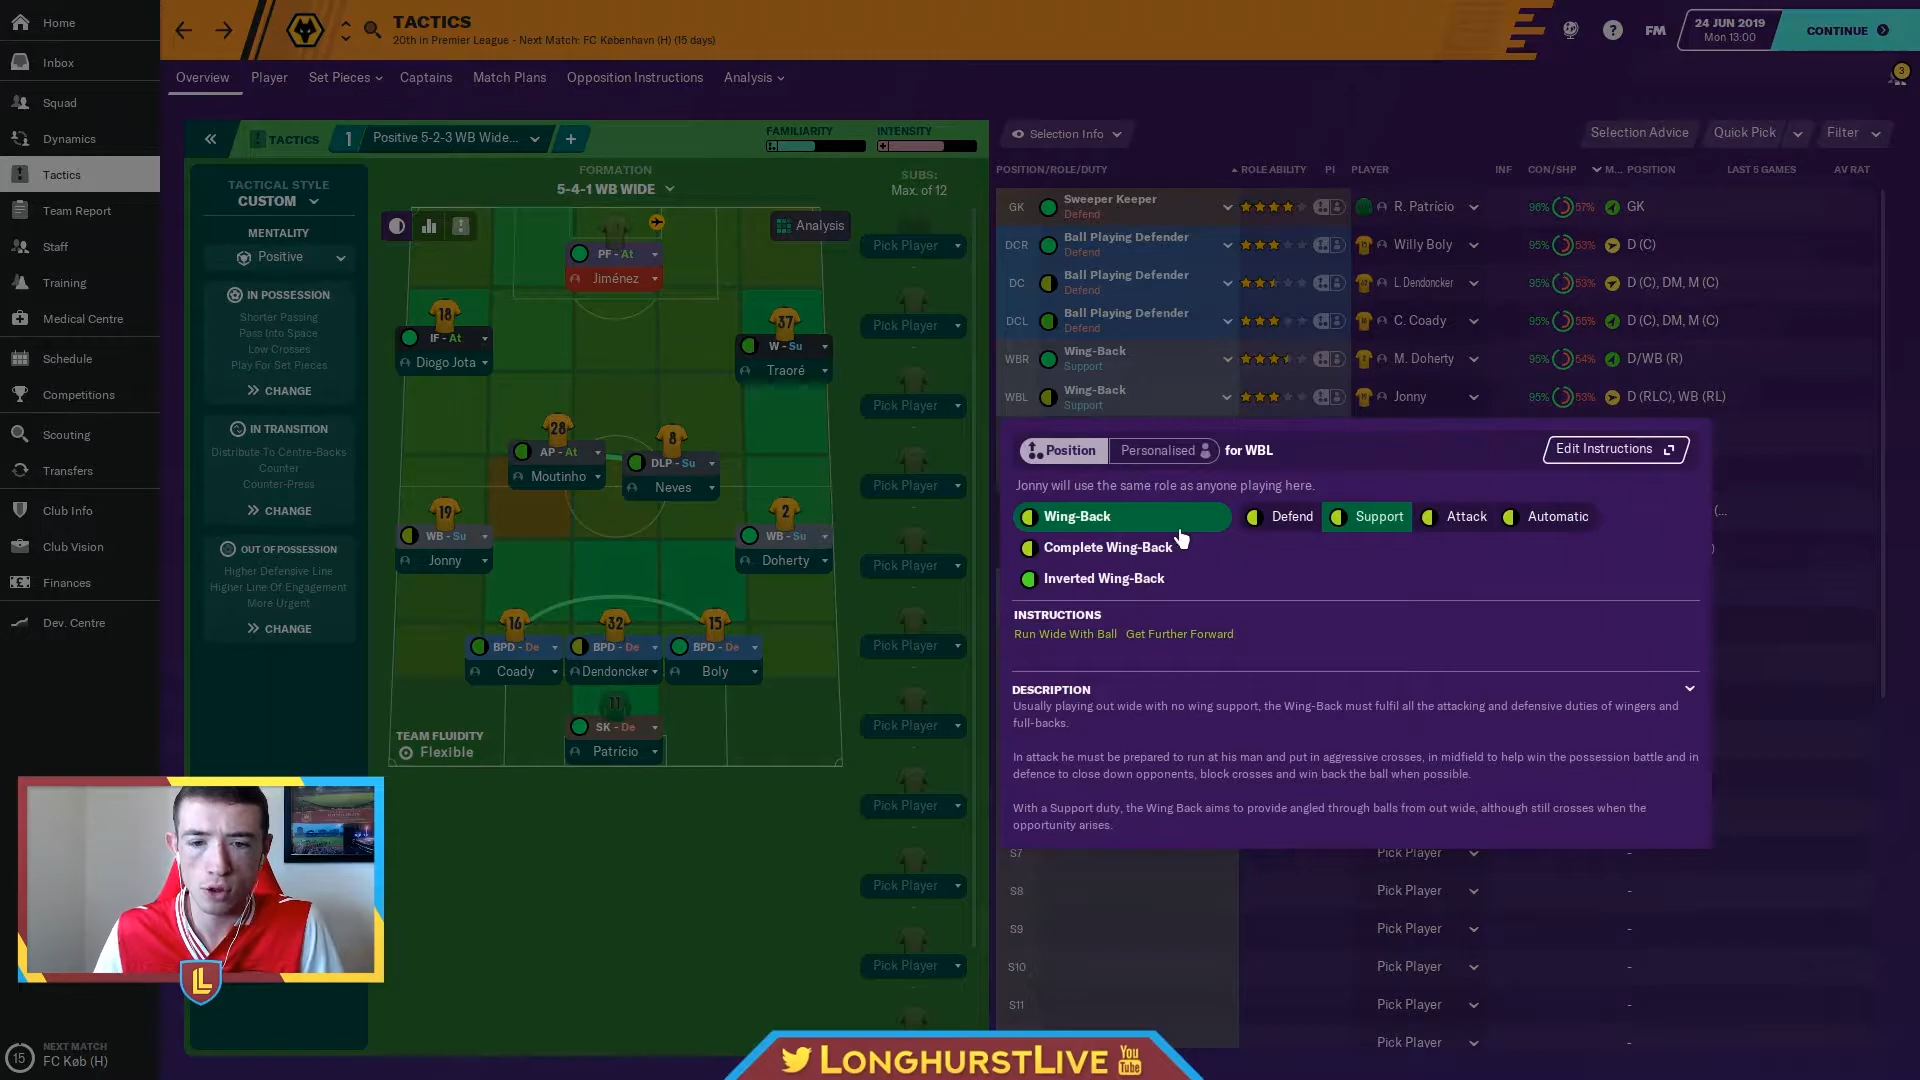 Home
Inbox
Squad
Dynamics
Tactics
Team Report
Staff
Training
Medical Centre
Schedule
Competitions
Scouting
Transfers
Club Info
Club Vision
Finances
Dev. Centre
15
NEXT MATCH
FC Køb (H)
TACTICS
20th in Premier League - Next Match: FC København (H) (15 days)
FM
24 JUN 2019
Mon 13:00
CONTINUE
3
Overview
Player
Set Pieces
Captains
Match Plans
Opposition Instructions
Analysis
TACTICS
1
Positive 5-2-3 WB Wide...
FAMILIARITY
INTENSITY
TACTICAL STYLE
CUSTOM
MENTALITY
Positive
IN POSSESSION
Shorter Passing
Pass Into Space
Low Crosses
Play For Set Pieces
CHANGE
IN TRANSITION
Distribute To Centre-Backs
Counter
Counter-Press
CHANGE
OUT OF POSSESSION
Higher Defensive Line
Higher Line Of Engagement
More Urgent
CHANGE
FORMATION
5-4-1 WB WIDE
SUBS:
Max. of 12
Analysis
PF - At
Jiménez
18
IF - At
Diogo Jota
37
W - Su
Traoré
28
AP - At
Moutinho
8
DLP - Su
Neves
19
WB - Su
Jonny
2
WB - Su
Doherty
16
BPD - De
Coady
32
BPD - De
Dendoncker
15
BPD - De
Boly
11
SK - De
Patrício
TEAM FLUIDITY
Flexible
Pick Player
Pick Player
Pick Player
Pick Player
Pick Player
Pick Player
Pick Player
Pick Player
Pick Player
Pick Player
Selection Info
Selection Advice
Quick Pick
Filter
POSITION/ROLE/DUTY ROLE ABILITY PI PLAYER INF CON/SHP M... POSITION LAST 5 GAMES AV RAT
GK Sweeper Keeper Defend R. Patrício 96% 57% GK
DCR Ball Playing Defender Defend Willy Boly 95% 53% D (C)
DC Ball Playing Defender Defend L. Dendoncker 95% 53% D (C), DM, M (C)
DCL Ball Playing Defender Defend C. Coady 95% 55% D (C), DM, M (C)
WBR Wing-Back Support M. Doherty 95% 54% D/WB (R)
WBL Wing-Back Support Jonny 95% 53% D (RLC), WB (RL)
Position
Personalised
for WBL
Edit Instructions
Jonny will use the same role as anyone playing here.
Wing-Back
Defend
Support
Attack
Automatic
Complete Wing-Back
Inverted Wing-Back
INSTRUCTIONS
Run Wide With Ball Get Further Forward
DESCRIPTION
Usually playing out wide with no wing support, the Wing-Back must fulfil all the attacking and defensive duties of wingers and
full-backs.
In attack he must be prepared to run at his man and put in aggressive crosses, in midfield to help win the possession battle and in
defence to close down opponents, block crosses and win back the ball when possible.
With a Support duty, the Wing Back aims to provide angled through balls from out wide, although still crosses when the
opportunity arises.
S7 Pick Player -
S8 Pick Player -
S9 Pick Player -
S10 Pick Player -
S11 Pick Player -
Pick Player -
L
LONGHURSTLIVE
You
Tube